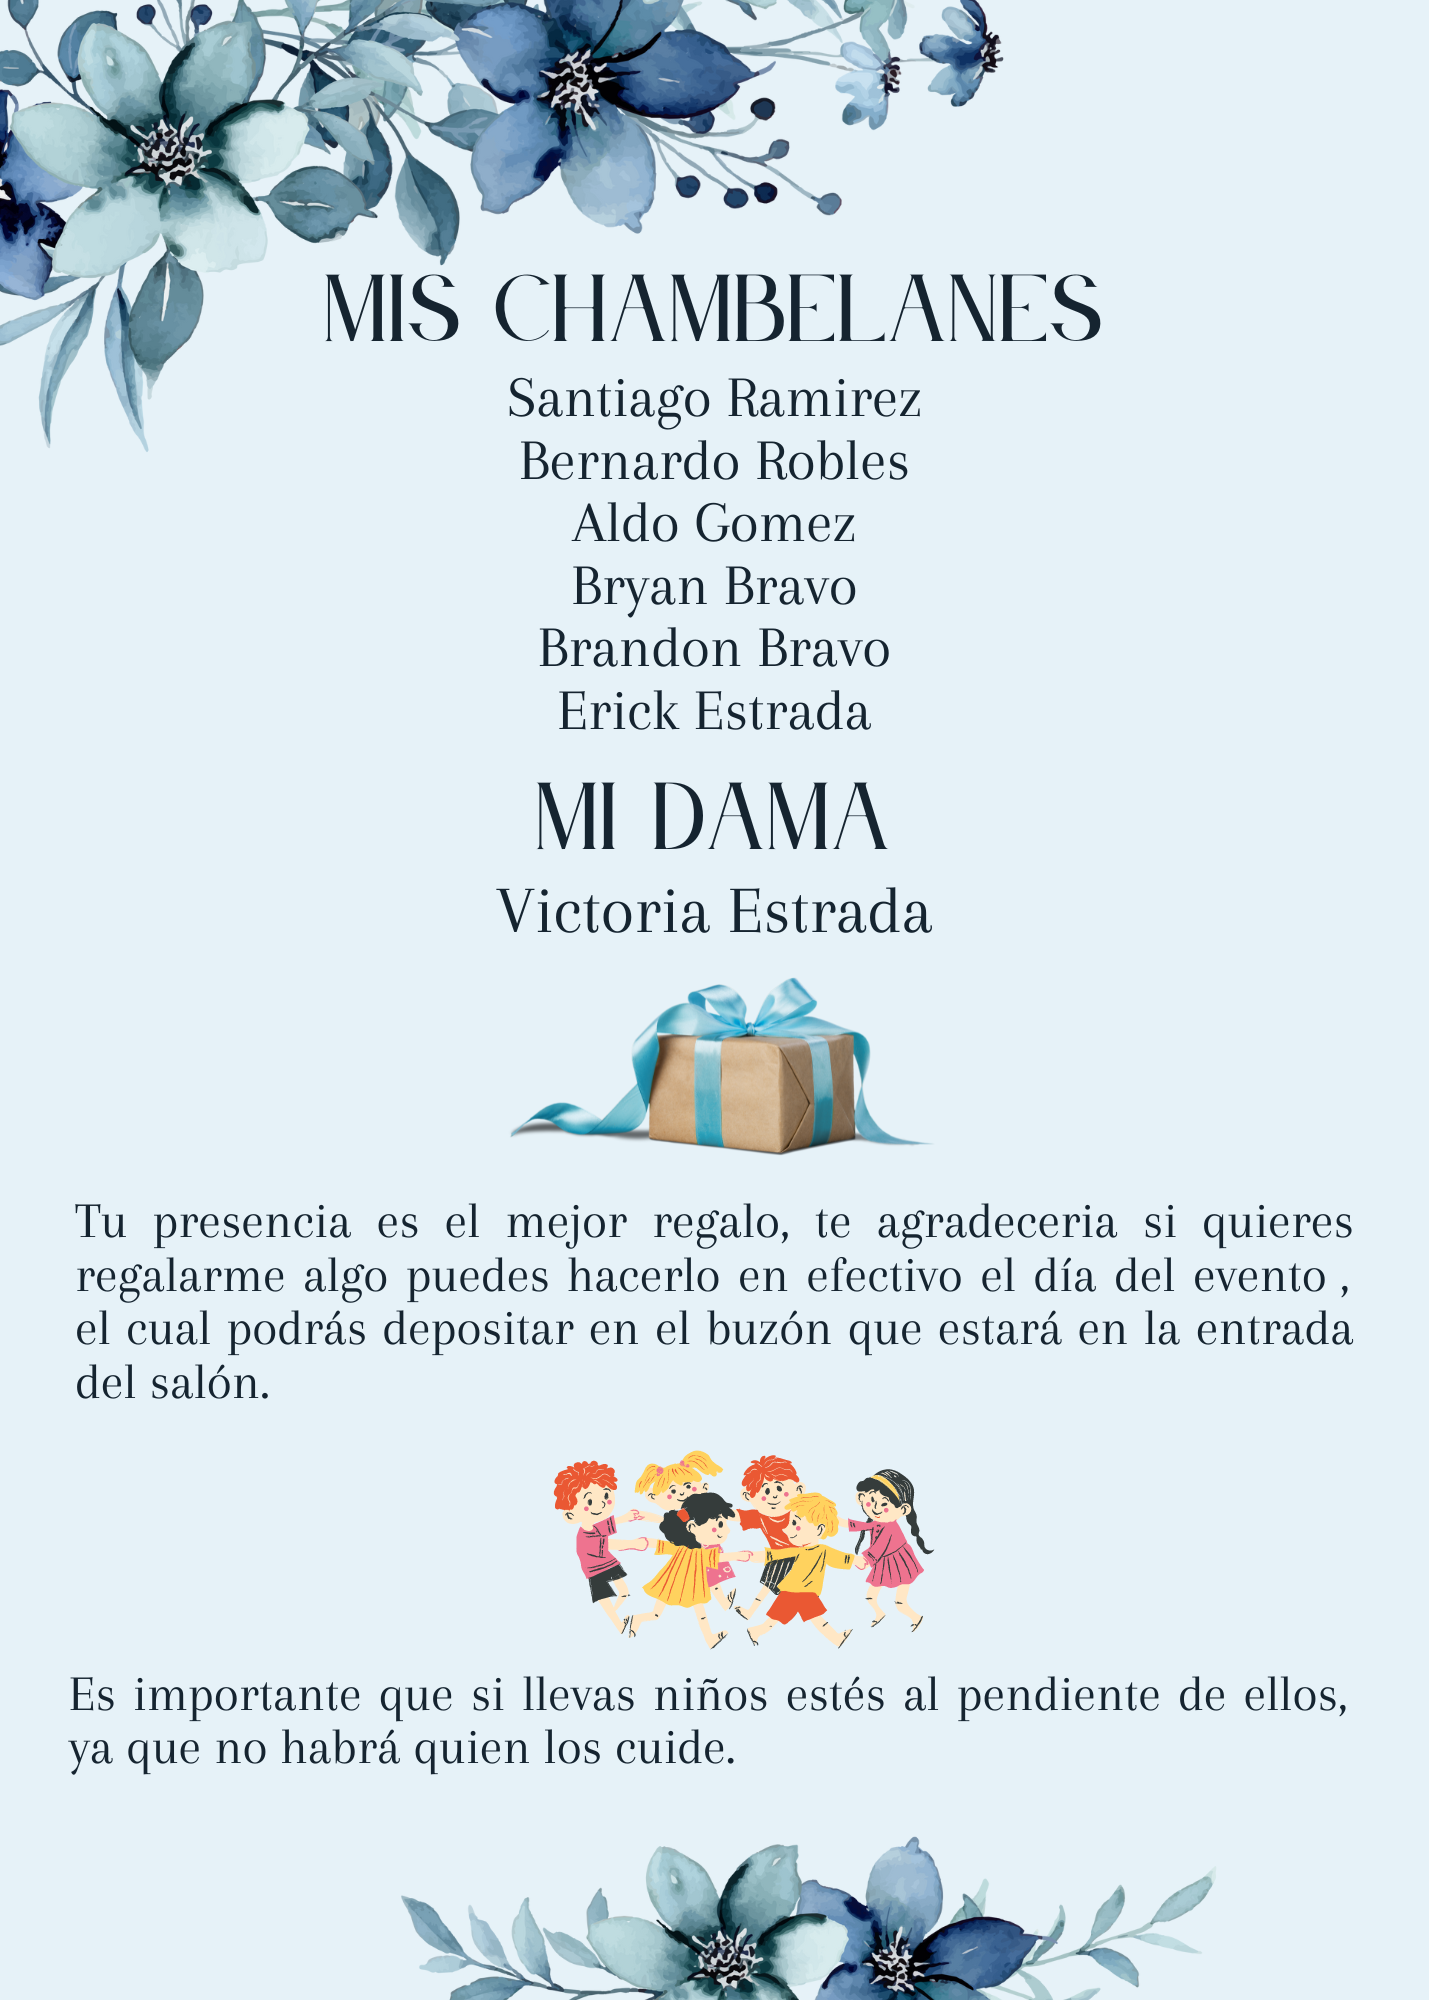 MIS CHAMBELANES
Santiago Ramirez
Bernardo Robles
Aldo Gomez
Bryan Bravo
Brandon Bravo
Erick Estrada
MI DAMA
Victoria Estrada
Tu presencia es el mejor regalo, te agradeceria si quieres
regalarme algo puedes hacerlo en efectivo el día del evento ,
el cual podrás depositar en el buzón que estará en la entrada
del salón.
Es importante que si llevas niños estés al pendiente de ellos,
ya que no habrá quien los cuide.